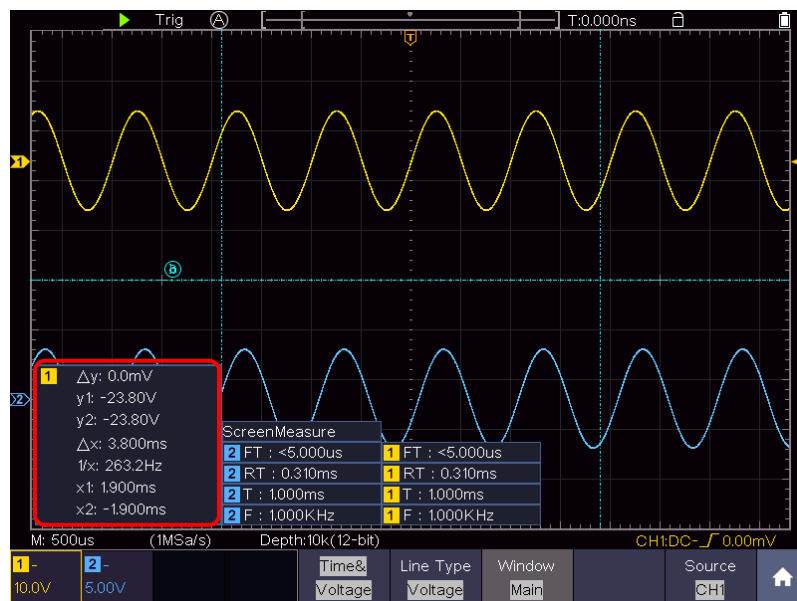 Trig A T:0.000ns
T
1
b
2
1 △y: 0.0mV
y1: -23.80V
y2: -23.80V
△x: 3.800ms
1/x: 263.2Hz
x1: 1.900ms
x2: -1.900ms
ScreenMeasure
2 FT : <5.000us 1 FT : <5.000us
2 RT : 0.310ms 1 RT : 0.310ms
2 T : 1.000ms 1 T : 1.000ms
2 F : 1.000KHz 1 F : 1.000KHz
M: 500us (1MSa/s) Depth:10k(12-bit) CH1:DC- 0.00mV
1 - 2 - Time& Line Type Window Source
10.0V 5.00V Voltage Voltage Main CH1